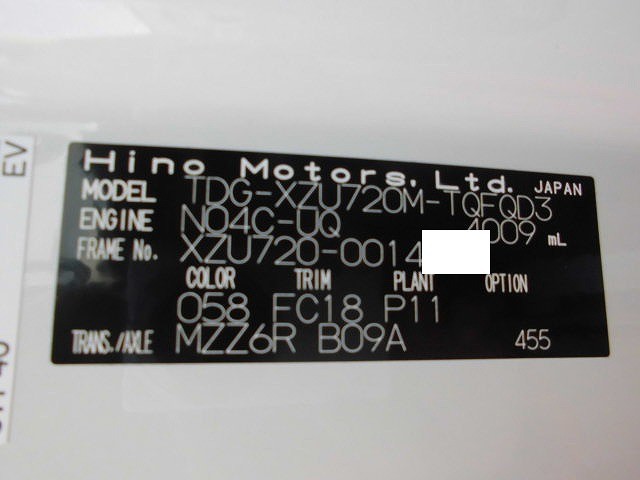 Hino Motors, Ltd. JAPAN
MODEL TDG-XZU720M-TQFQD3
ENGINE N04C-UQ 4009 mL
FRAME No. XZU720-0014
COLOR TRIM PLANT OPTION
058 FC18 P11
TRANS./AXLE MZZ6R B09A 455
EV